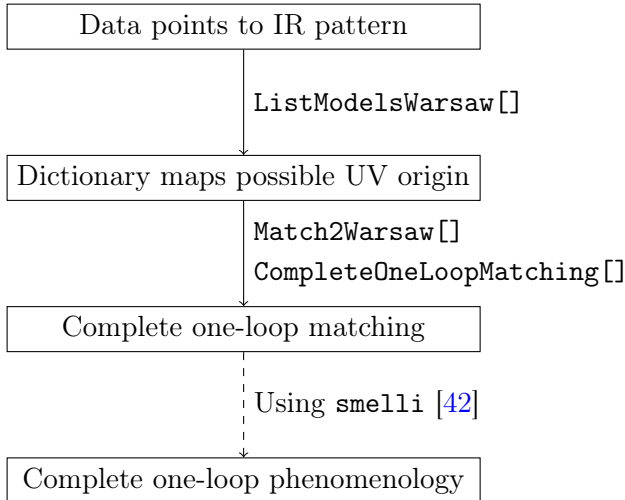 Data points to IR pattern
ListModelsWarsaw[]
Dictionary maps possible UV origin
Match2Warsaw[]
CompleteOneLoopMatching[]
Complete one-loop matching
Using smelli [42]
Complete one-loop phenomenology